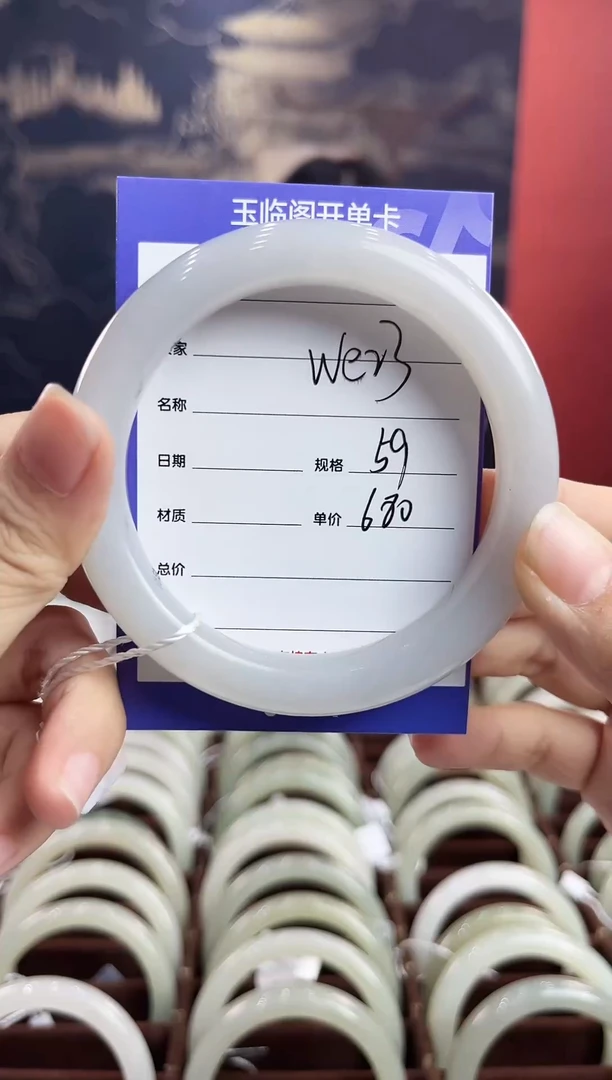 玉临阁开单卡
家 Wen3
名称
日期 规格 59
材质 单价 680
总价